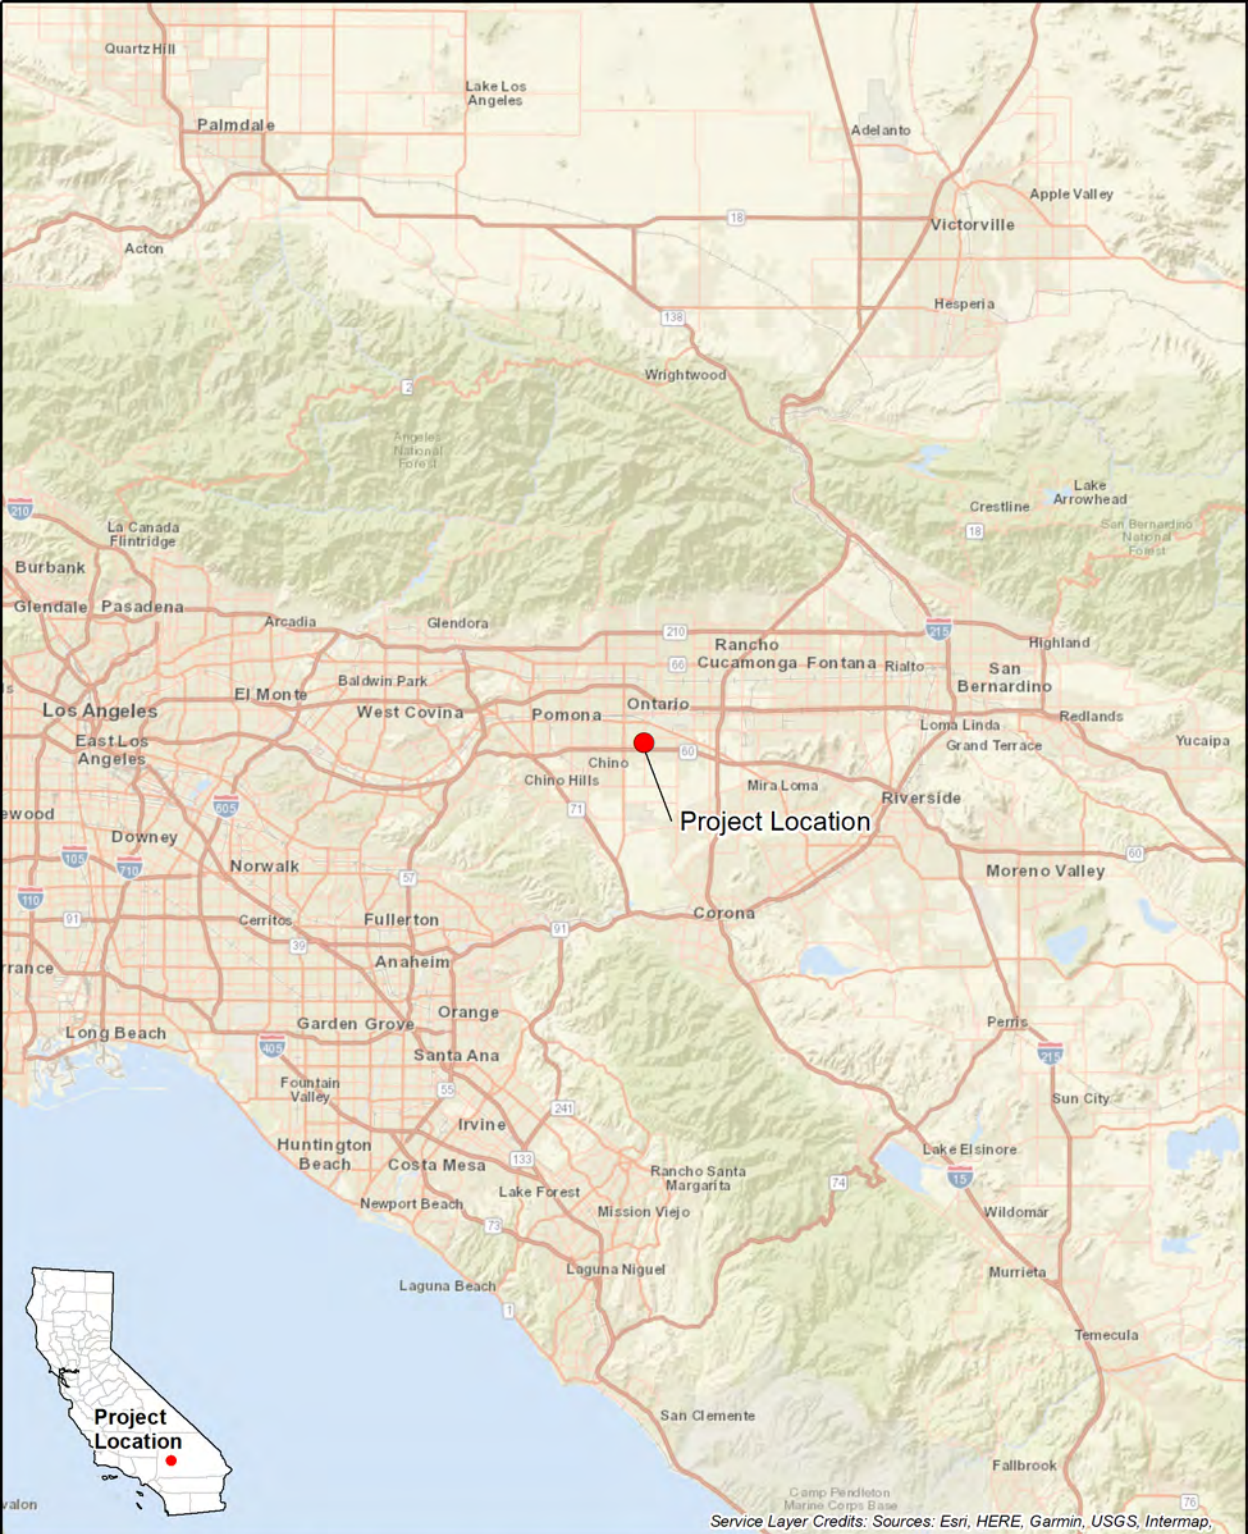 Quartz Hill
Lake Los
Angeles
Palmdale
Adelanto
Apple Valley
18
Victorville
Acton
Hesperia
138
Wrightwood
2
Angeles
National
Forest
Lake
Arrowhead
210
Crestline
La Canada
Flintridge
18
San Bernardino
National
Forest
Burbank
Glendale
Pasadena
Arcadia
Glendora
210
215
Highland
Rancho
Cucamonga
66
Fontana
Rialto
San
Bernardino
Baldwin Park
El Monte
Los Angeles
West Covina
Pomona
Ontario
Loma Linda
Redlands
East Los
Angeles
60
Grand Terrace
Yucaipa
Chino
Chino Hills
Mira Loma
Riverside
605
71
ewood
Project Location
Downey
105
710
Norwalk
60
Moreno Valley
57
110
91
Cerritos
Fullerton
Corona
91
39
Anaheim
rrance
Orange
Long Beach
Garden Grove
Perris
405
Santa Ana
215
Fountain
Valley
55
Sun City
241
Irvine
Huntington
Beach
Costa Mesa
133
Lake Elsinore
Rancho Santa
Margarita
74
15
Lake Forest
Newport Beach
Mission Viejo
Wildomar
73
Laguna Niguel
Murrieta
Laguna Beach
1
Temecula
Project
Location
San Clemente
Fallbrook
Camp Pendleton
Marine Corps Base
76
valon
Service Layer Credits: Sources: Esri, HERE, Garmin, USGS, Intermap,